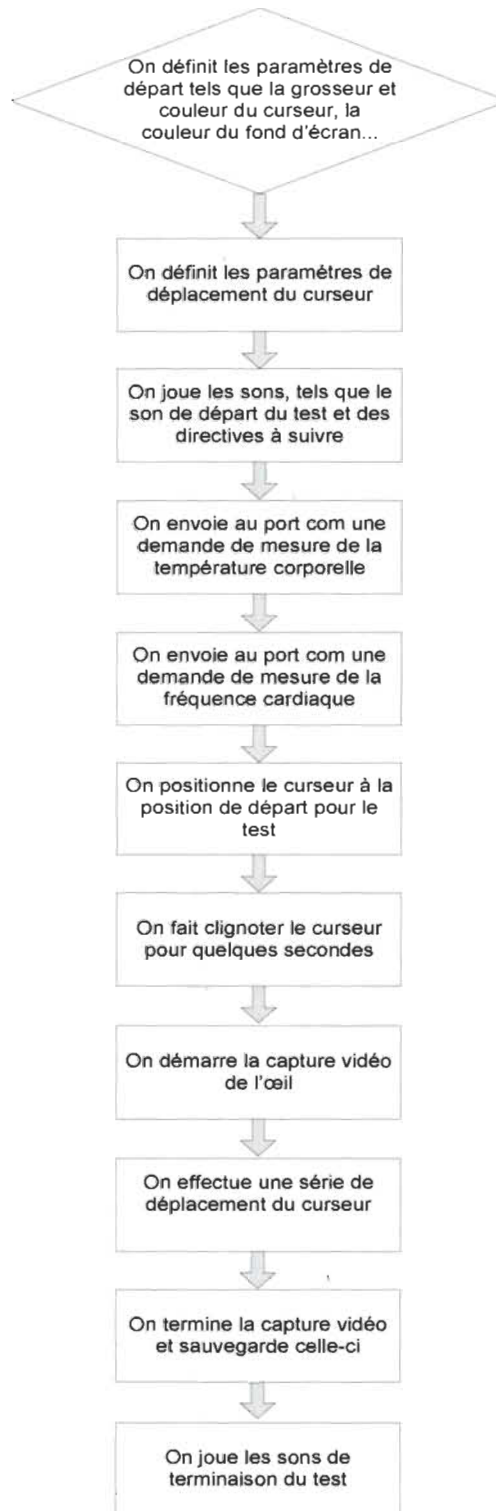 On définit les paramètres de
départ tels que la grosseur et
couleur du curseur, la
couleur du fond d'écran...
On définit les paramètres de
déplacement du curseur
On joue les sons, tels que le
son de départ du test et des
directives à suivre
On envoie au port com une
demande de mesure de la
température corporelle
On envoie au port com une
demande de mesure de la
fréquence cardiaque
On positionne le curseur à la
position de départ pour le
test
On fait clignoter le curseur
pour quelques secondes
On démarre la capture vidéo
de l'œil
On effectue une série de
déplacement du curseur
On termine la capture vidéo
et sauvegarde celle-ci
On joue les sons de
terminaison du test